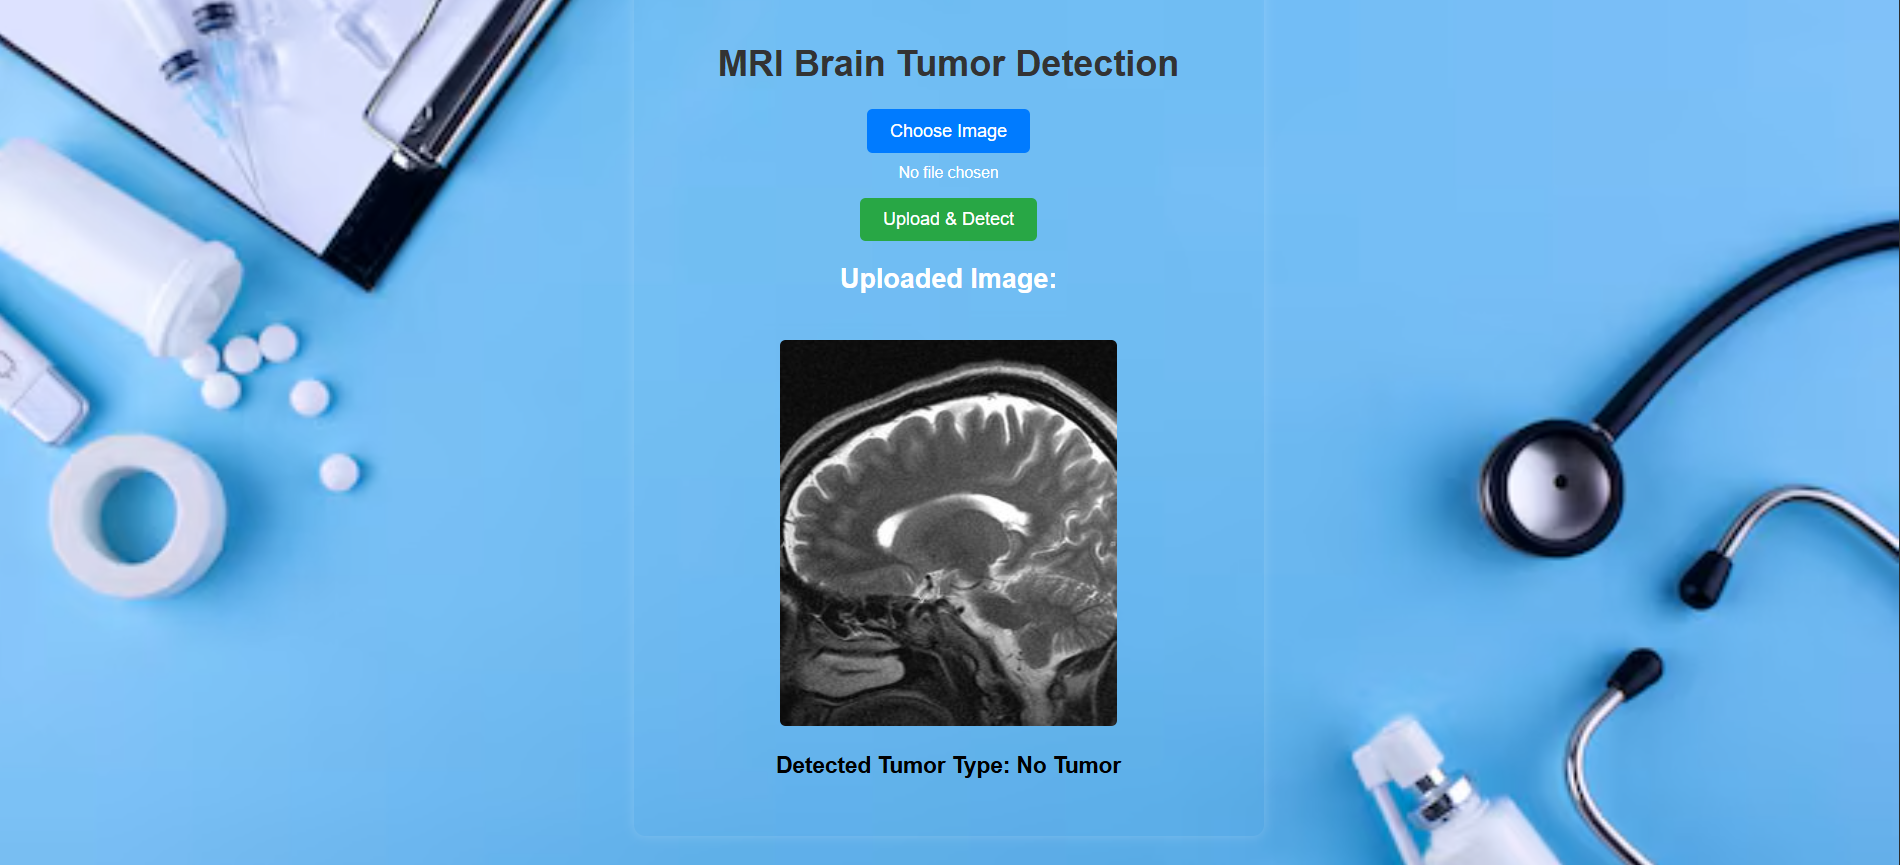 MRI Brain Tumor Detection
Choose Image
No file chosen
Upload & Detect
Uploaded Image:
Detected Tumor Type: No Tumor